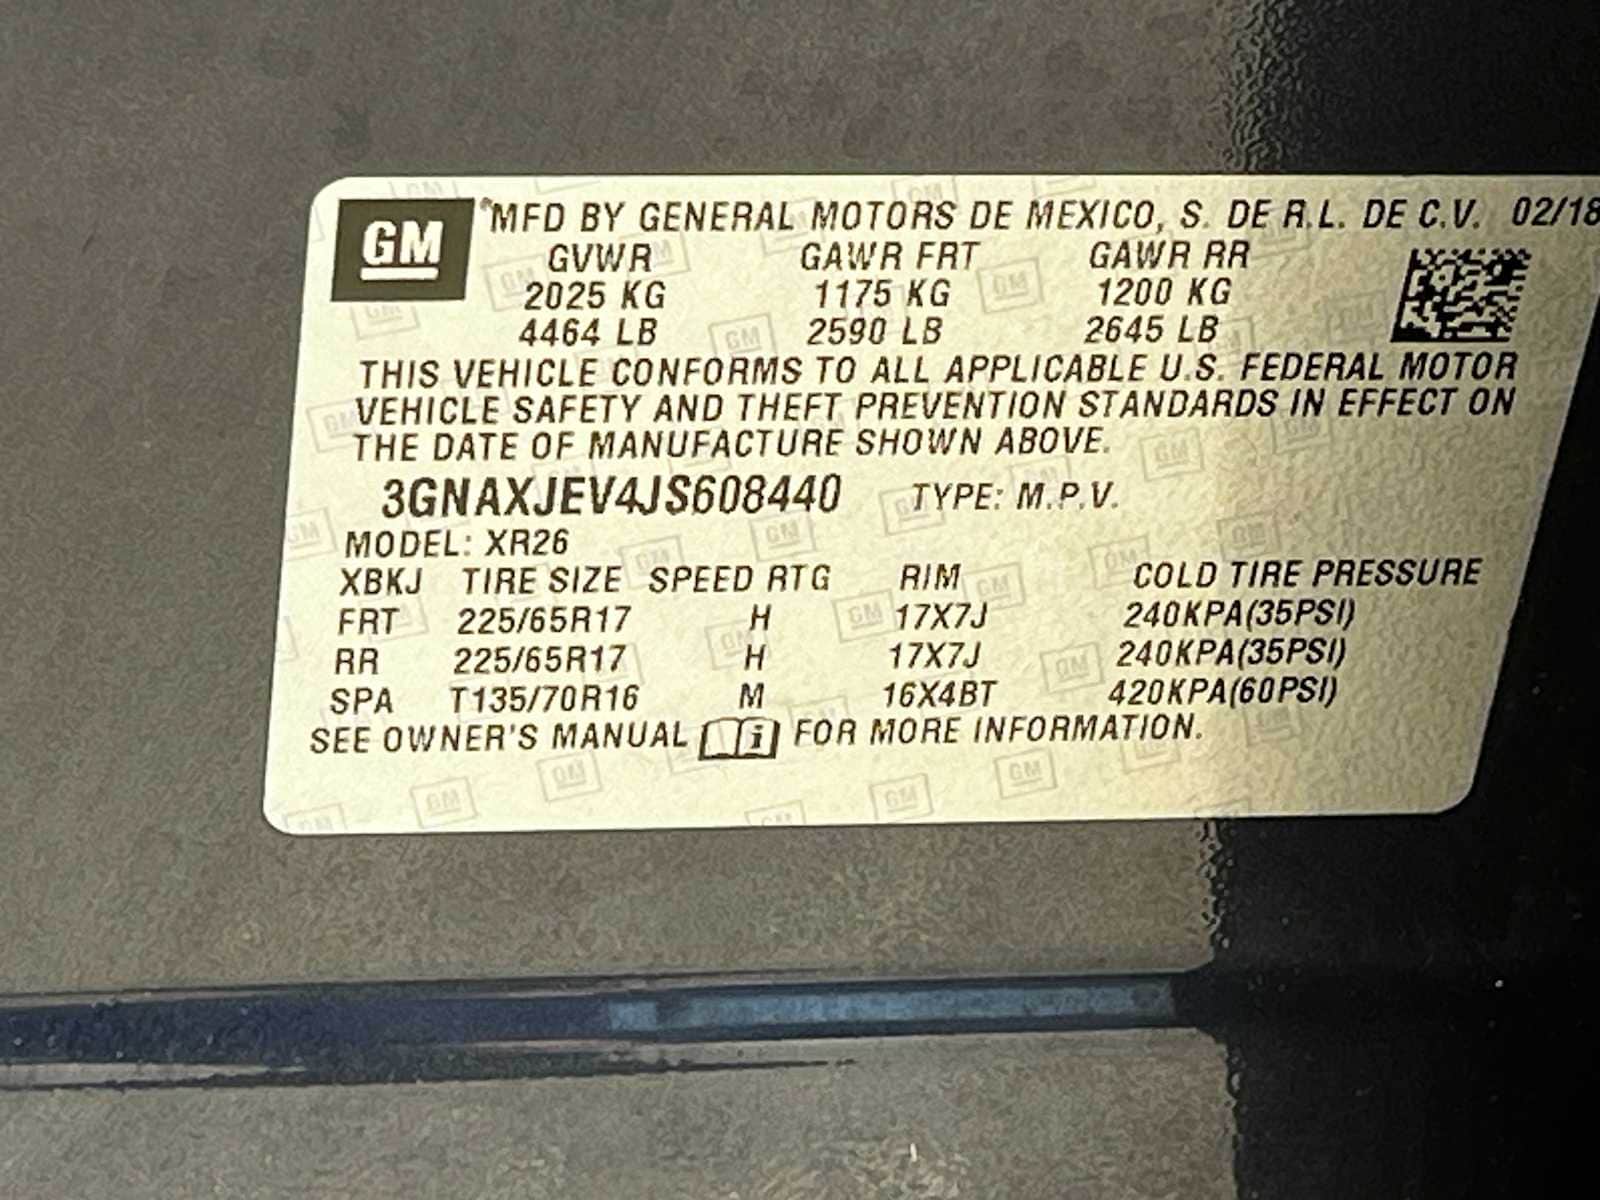 GM
®MFD BY GENERAL MOTORS DE MEXICO, S. DE R.L. DE C.V. 02/18
GVWR GAWR FRT GAWR RR
2025 KG 1175 KG 1200 KG
4464 LB 2590 LB 2645 LB
THIS VEHICLE CONFORMS TO ALL APPLICABLE U.S. FEDERAL MOTOR
VEHICLE SAFETY AND THEFT PREVENTION STANDARDS IN EFFECT ON
THE DATE OF MANUFACTURE SHOWN ABOVE.
3GNAXJEV4JS608440 TYPE: M.P.V.
MODEL: XR26
XBKJ TIRE SIZE SPEED RTG RIM COLD TIRE PRESSURE
FRT 225/65R17 H 17X7J 240KPA(35PSI)
RR 225/65R17 H 17X7J 240KPA(35PSI)
SPA T135/70R16 M 16X4BT 420KPA(60PSI)
SEE OWNER'S MANUAL i FOR MORE INFORMATION.